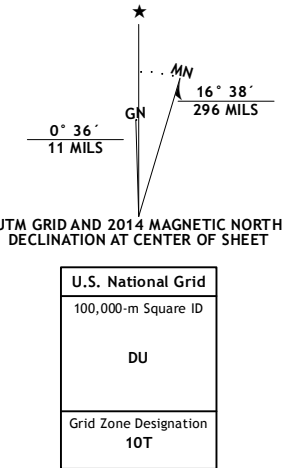 MN
16° 38´
296 MILS
GN
0° 36´
11 MILS
UTM GRID AND 2014 MAGNETIC NORTH
DECLINATION AT CENTER OF SHEET
U.S. National Grid
100,000-m Square ID
DU
Grid Zone Designation
10T